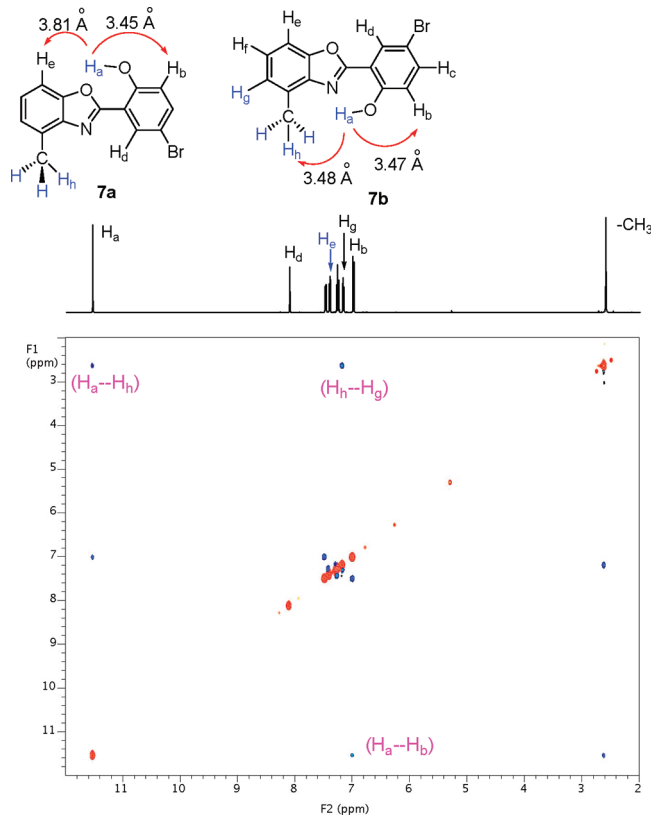 3.81 Å
3.45 Å
He
Ha
O
Hb
O
N
Br
Hd
C
H
H
Hh
7a
He
Hf
Hg
O
N
Hd
Br
Hc
Hb
O
Ha
C
H
H
Hh
3.48 Å
3.47 Å
7b
Ha
Hd
He
Hg
Hb
-CH3
F1
(ppm)
(Ha--Hh)
(Hh--Hg)
3
4
5
6
7
8
9
10
11
(Ha--Hb)
11
10
9
8
7
6
5
4
3
2
F2 (ppm)